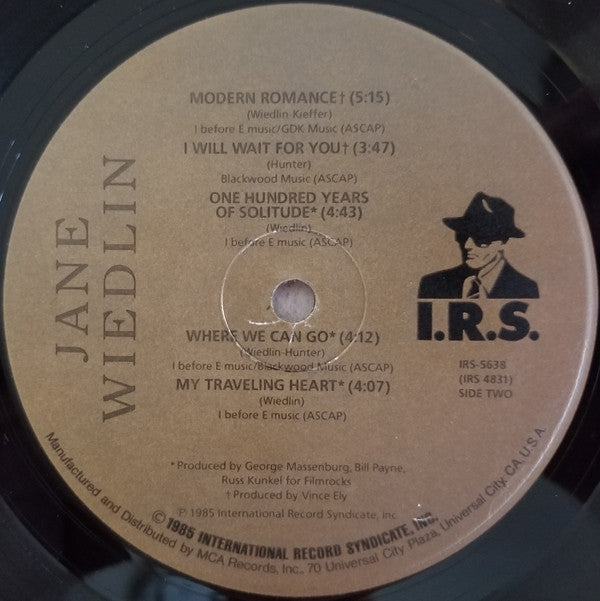 MODERN ROMANCE† (5:15)
(Wiedlin-Kieffer)
I before E music/GDK Music (ASCAP)
I WILL WAIT FOR YOU† (3:47)
(Hunter)
Blackwood Music (ASCAP)
ONE HUNDRED YEARS
OF SOLITUDE* (4:43)
(Wiedlin)
I before E music (ASCAP)
WHERE WE CAN GO* (4:12)
(Wiedlin-Hunter)
I before E music/Blackwood Music (ASCAP)
MY TRAVELING HEART* (4:07)
(Wiedlin)
I before E music (ASCAP)
JANE
WIEDLIN
I.R.S.
IRS-5638
(IRS 4831)
SIDE TWO
*Produced by George Massenburg, Bill Payne,
Russ Kunkel for Filmrocks
† Produced by Vince Ely
℗ 1985 International Record Syndicate, inc
© 1985 INTERNATIONAL RECORD SYNDICATE, INC.
Manufactured and Distributed by MCA Records, Inc., 70 Universal City Plaza, Universal City, CA, U.S.A.